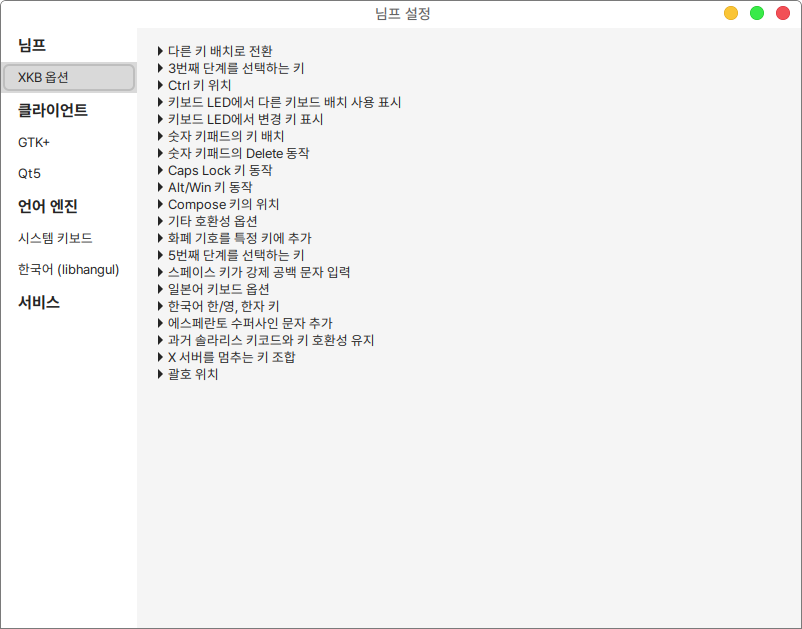 님프 설정
님프
XKB 옵션
클라이언트
GTK+
Qt5
언어 엔진
시스템 키보드
한국어 (libhangul)
서비스
다른 키 배치로 전환
3번째 단계를 선택하는 키
Ctrl 키 위치
키보드 LED에서 다른 키보드 배치 사용 표시
키보드 LED에서 변경 키 표시
숫자 키패드의 키 배치
숫자 키패드의 Delete 동작
Caps Lock 키 동작
Alt/Win 키 동작
Compose 키의 위치
기타 호환성 옵션
화폐 기호를 특정 키에 추가
5번째 단계를 선택하는 키
스페이스 키가 강제 공백 문자 입력
일본어 키보드 옵션
한국어 한/영, 한자 키
에스페란토 수퍼사인 문자 추가
과거 솔라리스 키코드와 키 호환성 유지
X 서버를 멈추는 키 조합
괄호 위치